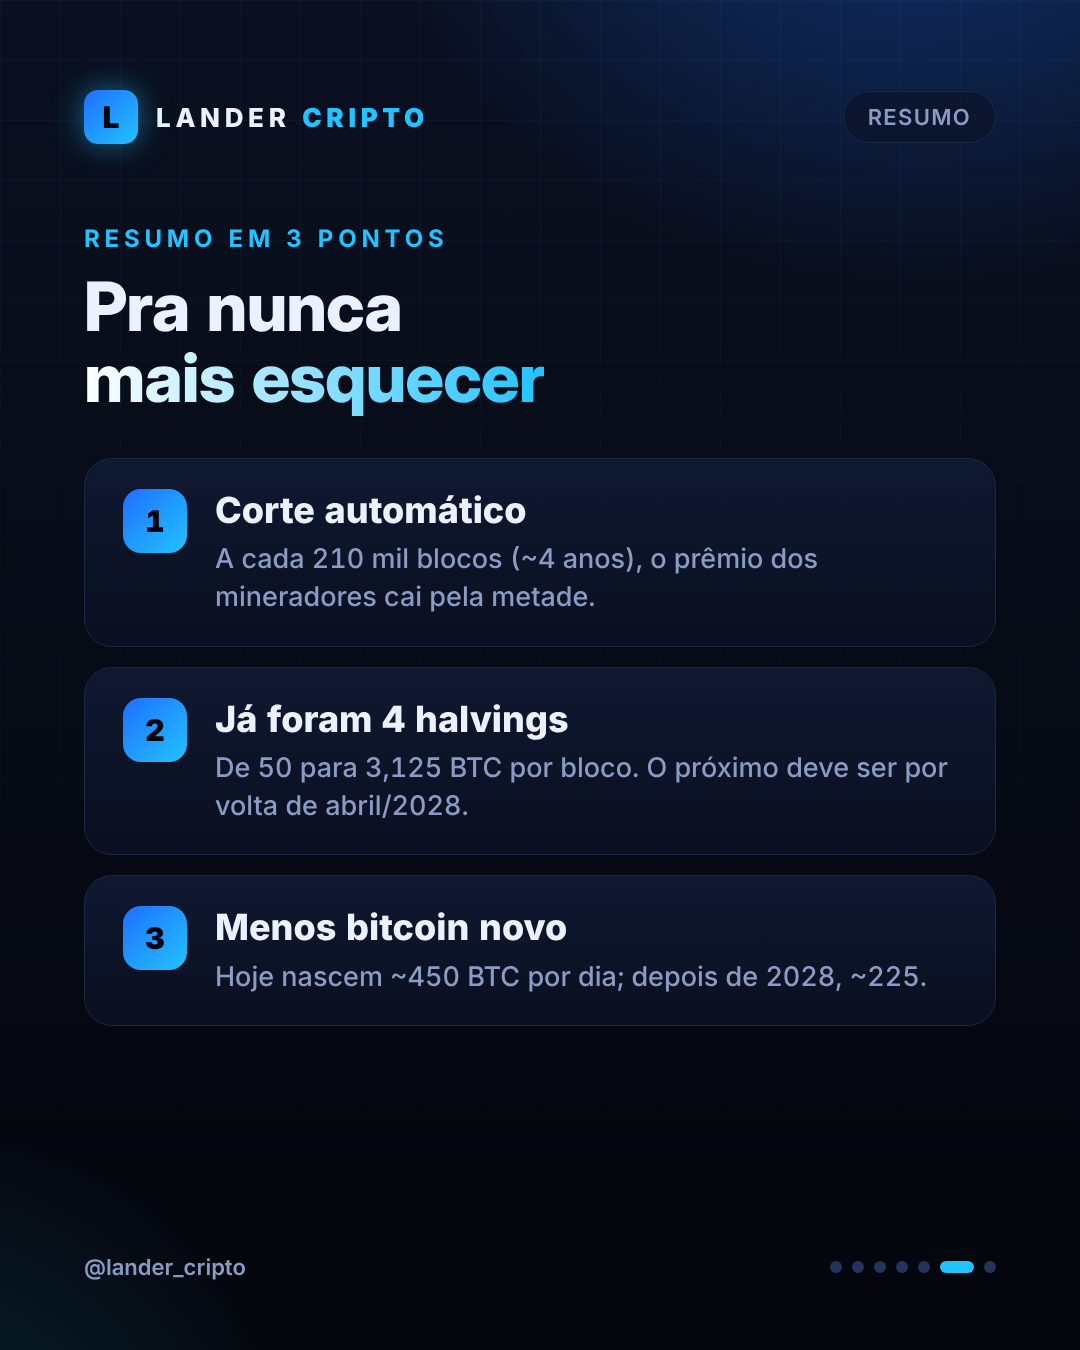 L LANDER CRIPTO
RESUMO
RESUMO EM 3 PONTOS
Pra nunca
mais esquecer
1
Corte automático
A cada 210 mil blocos (~4 anos), o prêmio dos
mineradores cai pela metade.
2
Já foram 4 halvings
De 50 para 3,125 BTC por bloco. O próximo deve ser por
volta de abril/2028.
3
Menos bitcoin novo
Hoje nascem ~450 BTC por dia; depois de 2028, ~225.
@lander_cripto